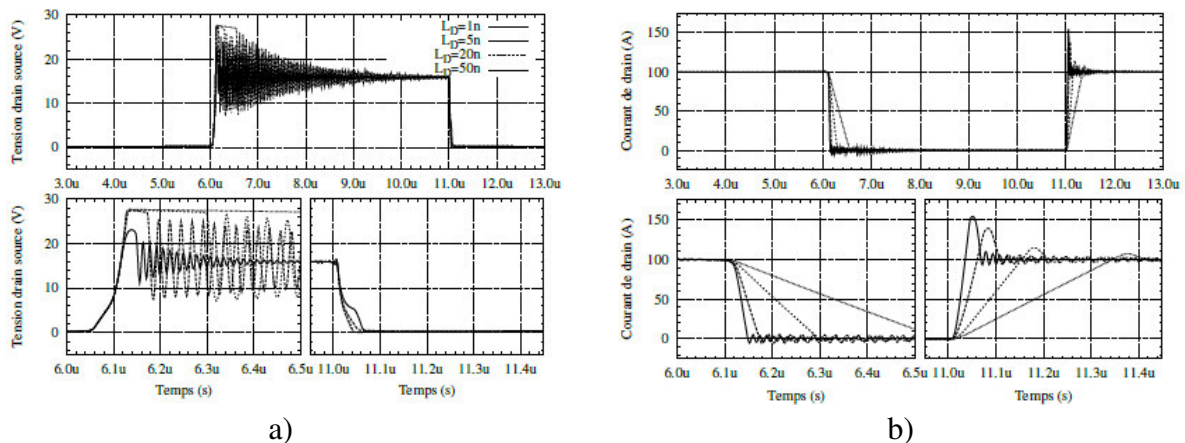 30
20
10
0
Tension drain source (V)
L_D=1n
L_D=5n
L_D=20n
L_D=50n
3.0u 4.0u 5.0u 6.0u 7.0u 8.0u 9.0u 10.0u 11.0u 12.0u 13.0u
30
20
10
0
Tension drain source (V)
6.0u 6.1u 6.2u 6.3u 6.4u 6.5u 11.0u 11.1u 11.2u 11.3u 11.4u
Temps (s) Temps (s)
a)
150
100
50
0
Courant de drain (A)
3.0u 4.0u 5.0u 6.0u 7.0u 8.0u 9.0u 10.0u 11.0u 12.0u 13.0u
150
100
50
0
Courant de drain (A)
6.0u 6.1u 6.2u 6.3u 6.4u 6.5u 11.0u 11.1u 11.2u 11.3u 11.4u
Temps (s) Temps (s)
b)